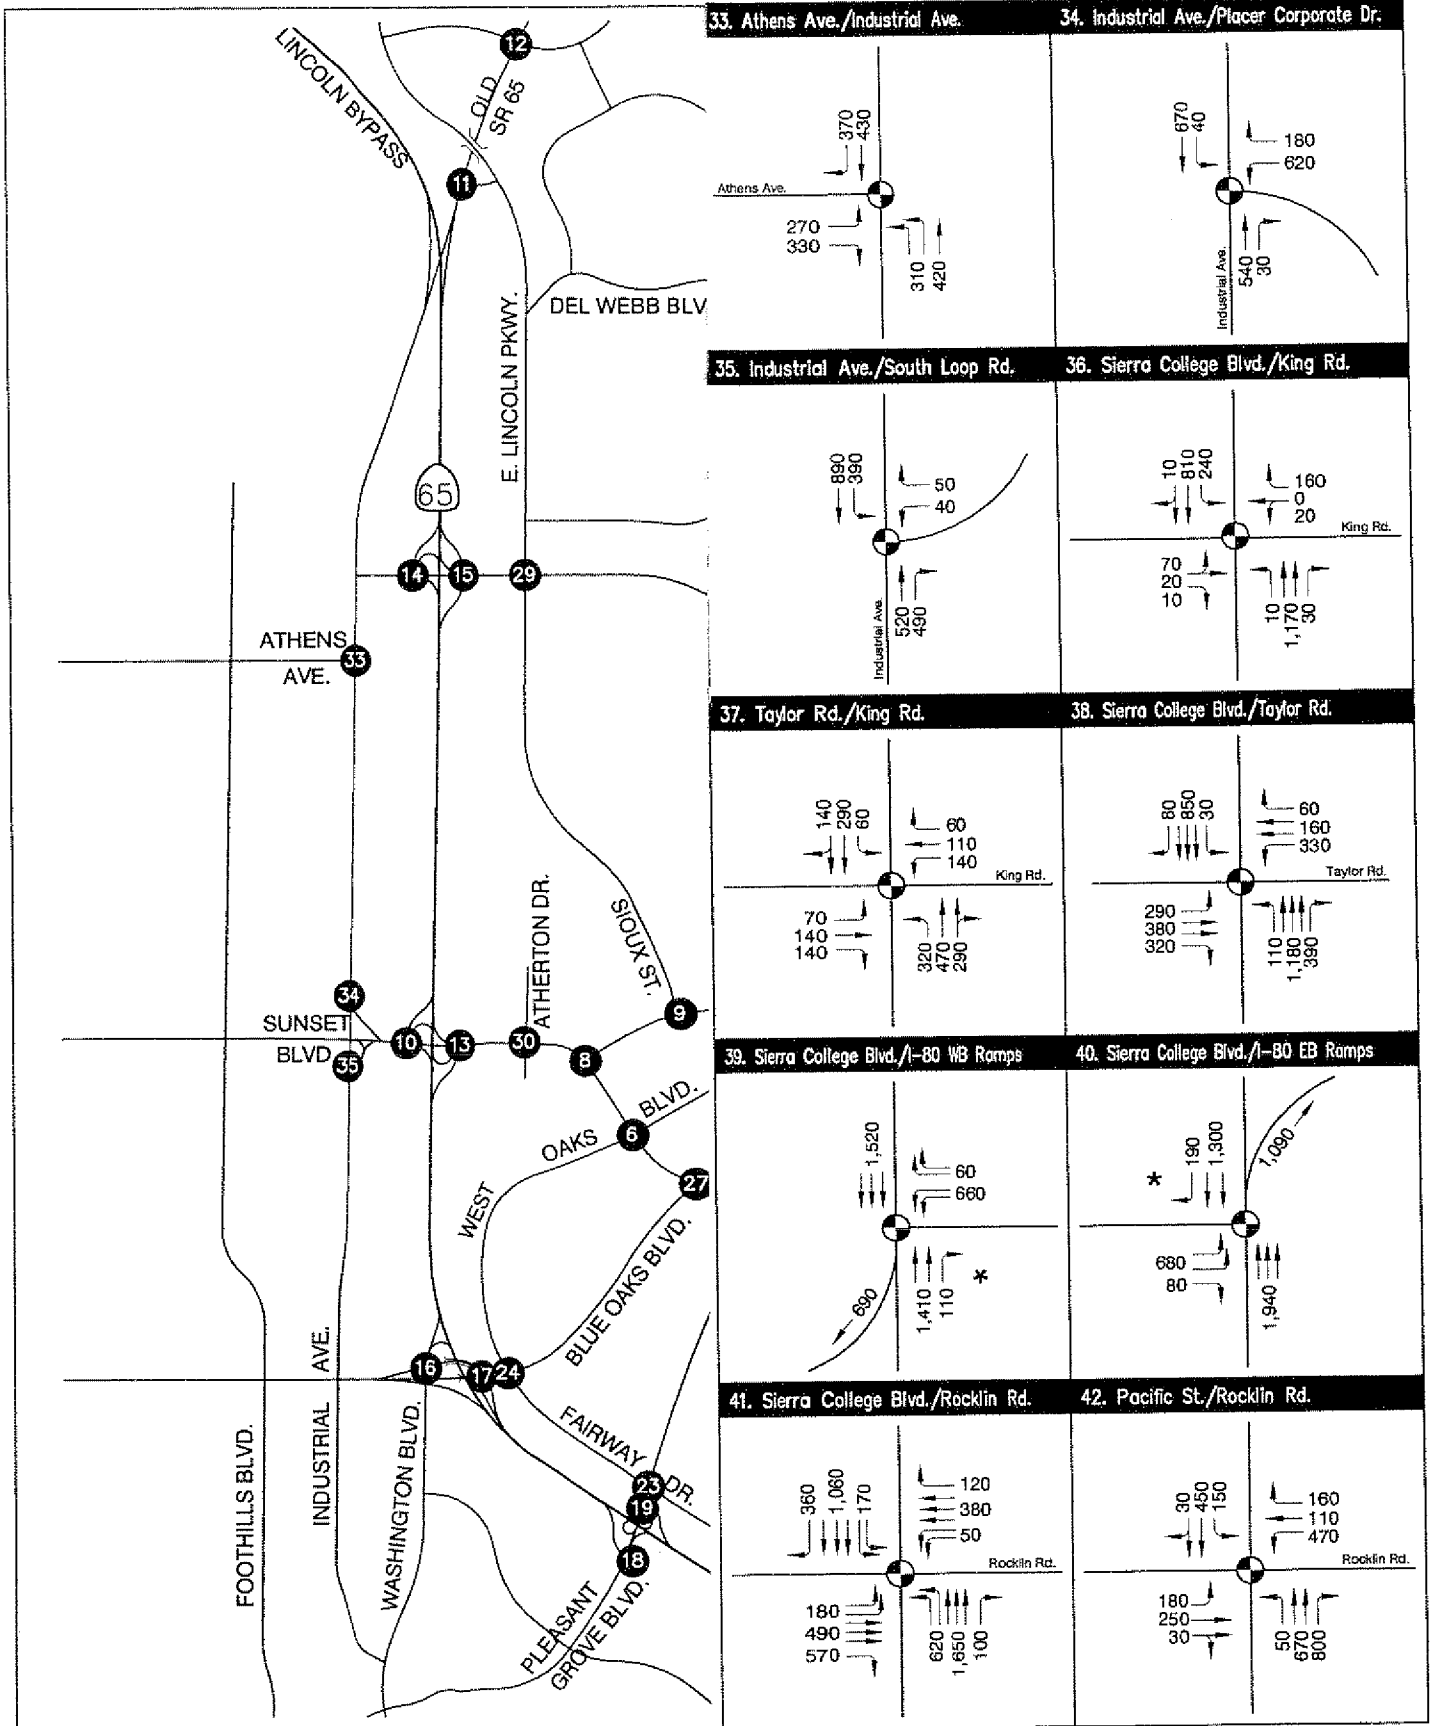 LINCOLN BYPASS
12
OLD
SR 65
11
E. LINCOLN PKWY.
DEL WEBB BLV
65
14
15
29
ATHENS
AVE.
33
ATHERTON DR.
SIOUX ST.
34
SUNSET
BLVD
35
10
13
30
8
9
6
OAKS
BLVD.
WEST
27
BLUE OAKS BLVD.
16
17
24
FOOTHILLS BLVD.
INDUSTRIAL AVE.
WASHINGTON BLVD.
FAIRWAY
DR.
23
19
18
PLEASANT
GROVE BLVD.
33. Athens Ave./Industrial Ave.
370
430
Athens Ave.
270
330
310
420
34. Industrial Ave./Placer Corporate Dr.
670
40
180
620
Industrial Ave.
540
30
35. Industrial Ave./South Loop Rd.
890
390
50
40
Industrial Ave.
520
490
36. Sierra College Blvd./King Rd.
10
810
240
160
0
20
King Rd.
70
20
10
10
1,170
30
37. Taylor Rd./King Rd.
140
290
60
60
110
140
King Rd.
70
140
140
320
470
290
38. Sierra College Blvd./Taylor Rd.
80
850
30
60
160
330
Taylor Rd.
290
380
320
110
1,180
390
39. Sierra College Blvd./I-80 WB Ramps
1,520
60
660
690
1,410
110
*
40. Sierra College Blvd./I-80 EB Ramps
*
190
1,300
1,090
680
80
1,940
41. Sierra College Blvd./Rocklin Rd.
360
1,060
170
120
380
50
Rocklin Rd.
180
490
570
620
1,650
100
42. Pacific St./Rocklin Rd.
30
450
150
160
110
470
Rocklin Rd.
180
250
30
50
670
800